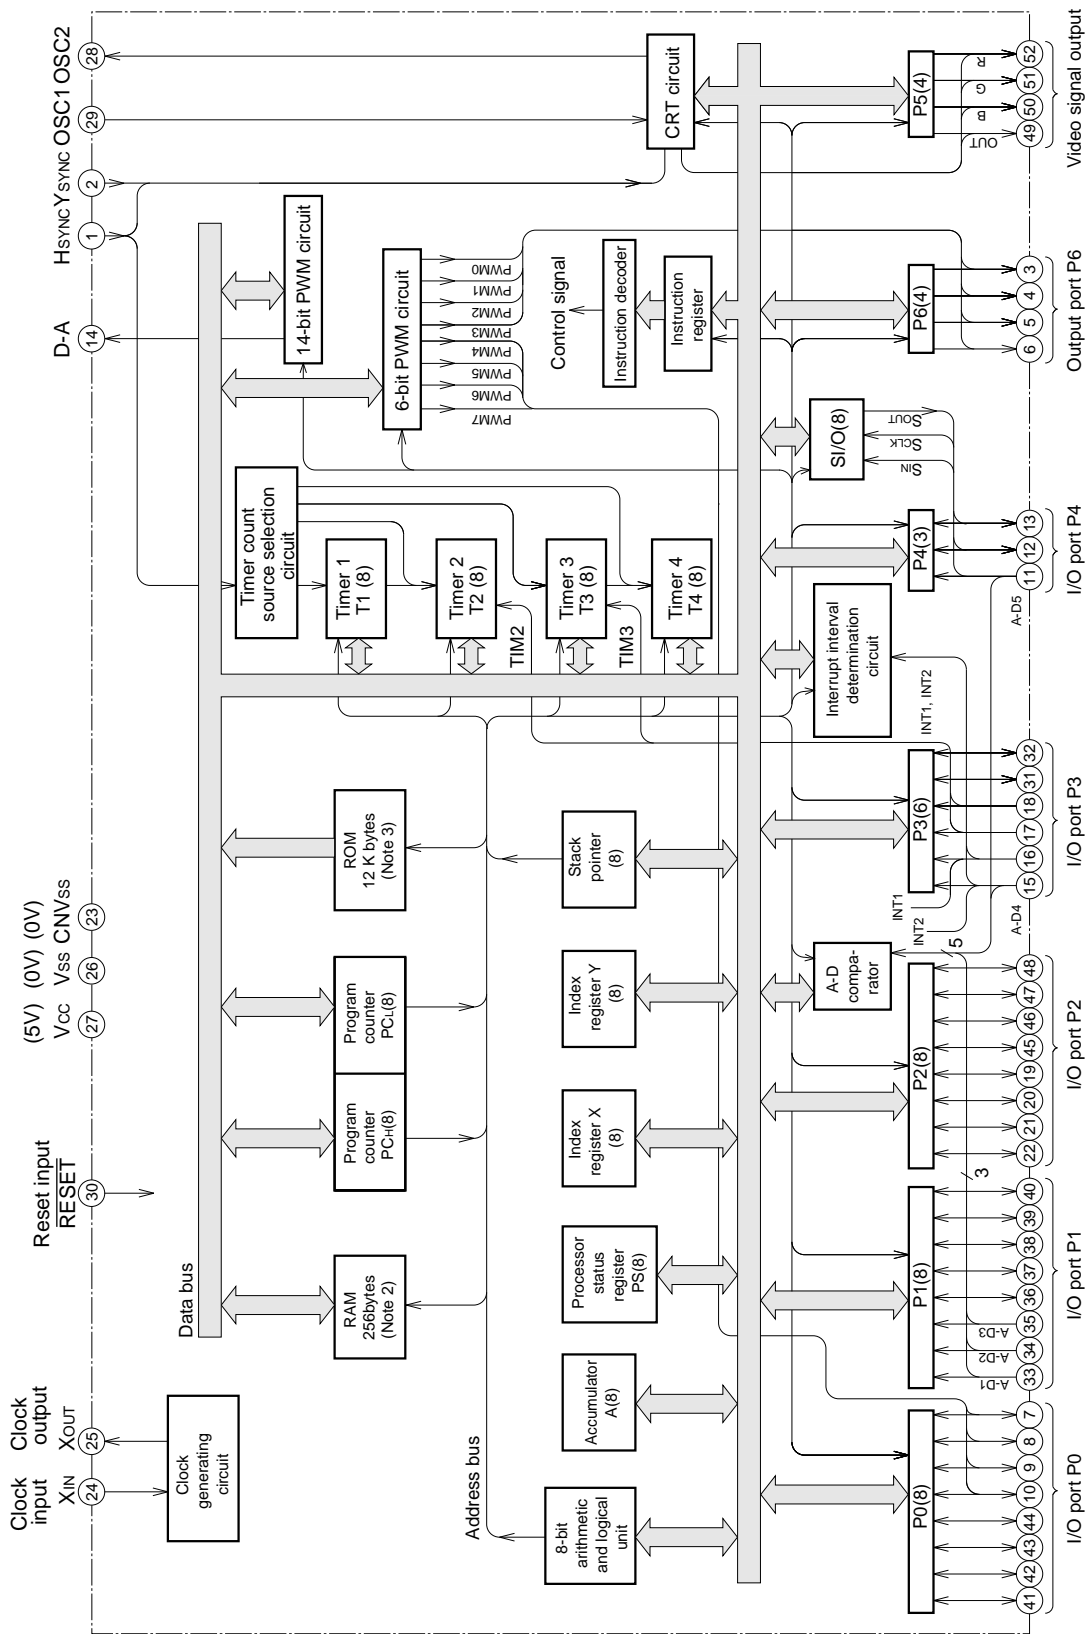 Clock input
XIN
24
Clock output
XOUT
25
Reset input
RESET
30
(5V)
VCC
27
(0V)
VSS
26
(0V)
CNVSS
23
D-A
14
HSYNC
1
YSYNC
2
OSC1
29
OSC2
28
Clock
generating
circuit
Data bus
RAM
256bytes
(Note 2)
Program
counter
PCH(8)
Program
counter
PCL(8)
ROM
12 K bytes
(Note 3)
Timer count
source selection
circuit
Timer 1
T1 (8)
Timer 2
T2 (8)
Timer 3
T3 (8)
Timer 4
T4 (8)
TIM2
TIM3
14-bit PWM circuit
6-bit PWM circuit
PWM7
PWM6
PWM5
PWM4
PWM3
PWM2
PWM1
PWM0
CRT circuit
Address bus
8-bit
arithmetic
and logical
unit
Accumulator
A(8)
Processor
status
register
PS(8)
Index
register X
(8)
Index
register Y
(8)
Stack
pointer
(8)
Control signal
Instruction decoder
Instruction
register
A-D
compa-
rator
Interrupt interval
determination
circuit
SI/O(8)
SIN
SCLK
SOUT
INT1, INT2
INT1
INT2
5
3
P0(8)
P1(8)
P2(8)
P3(6)
P4(3)
P6(4)
P5(4)
A-D1
A-D2
A-D3
A-D4
A-D5
OUT
B
G
R
41
42
43
44
10
9
8
7
33
34
35
36
37
38
39
40
22
21
20
19
45
46
47
48
15
16
17
18
31
32
11
12
13
6
5
4
3
49
50
51
52
I/O port P0
I/O port P1
I/O port P2
I/O port P3
I/O port P4
Output port P6
Video signal output